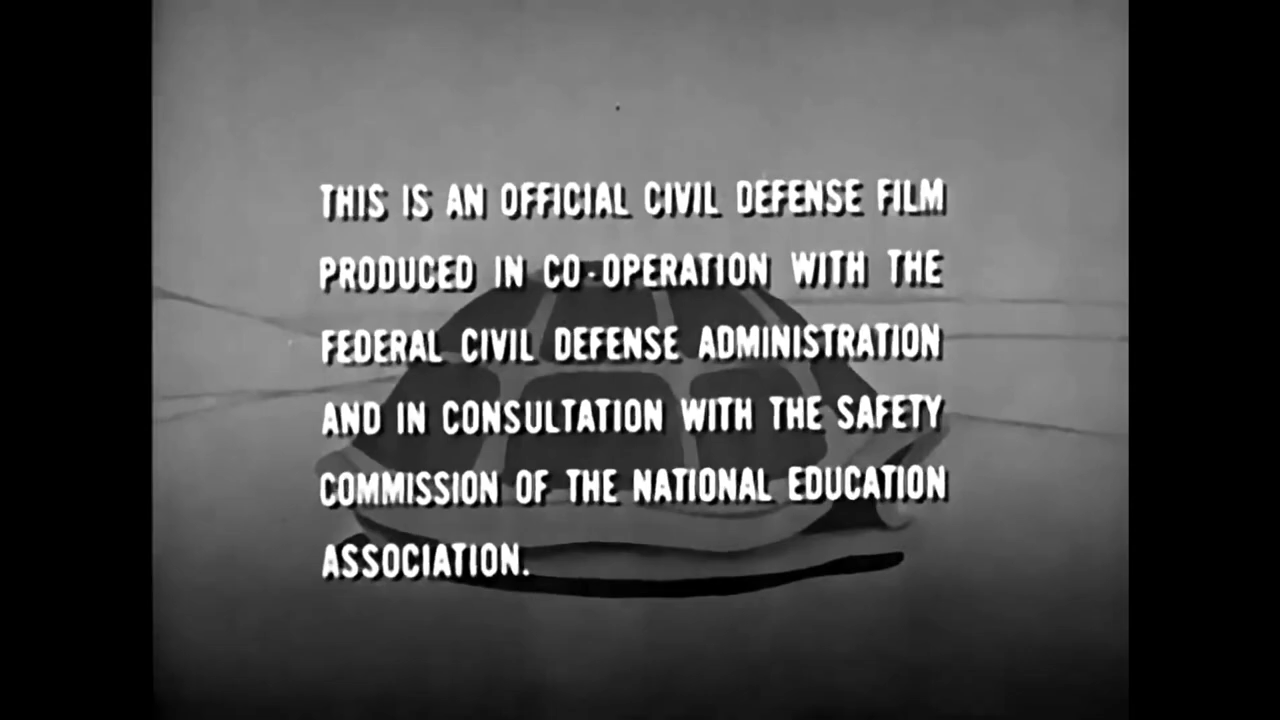 THIS IS AN OFFICIAL CIVIL DEFENSE FILM
PRODUCED IN CO-OPERATION WITH THE
FEDERAL CIVIL DEFENSE ADMINISTRATION
AND IN CONSULTATION WITH THE SAFETY
COMMISSION OF THE NATIONAL EDUCATION
ASSOCIATION.